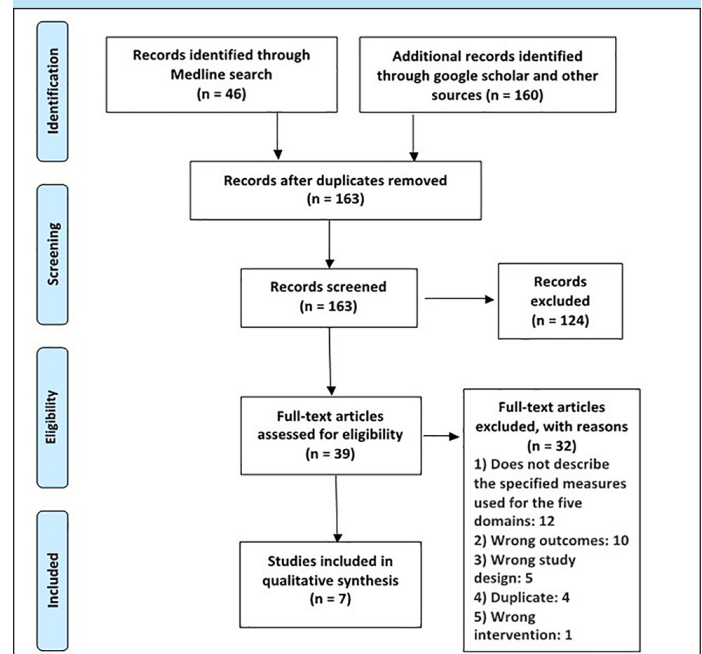 Identification
Records identified through
Medline search
(n = 46)
Additional records identified
through google scholar and other
sources (n = 160)
Records after duplicates removed
(n = 163)
Screening
Records screened
(n = 163)
Records
excluded
(n = 124)
Eligibility
Full-text articles
assessed for eligibility
(n = 39)
Full-text articles
excluded, with reasons
(n = 32)
1) Does not describe
the specified measures
used for the five
domains: 12
2) Wrong outcomes: 10
3) Wrong study
design: 5
4) Duplicate: 4
5) Wrong
intervention: 1
Included
Studies included in
qualitative synthesis
(n = 7)